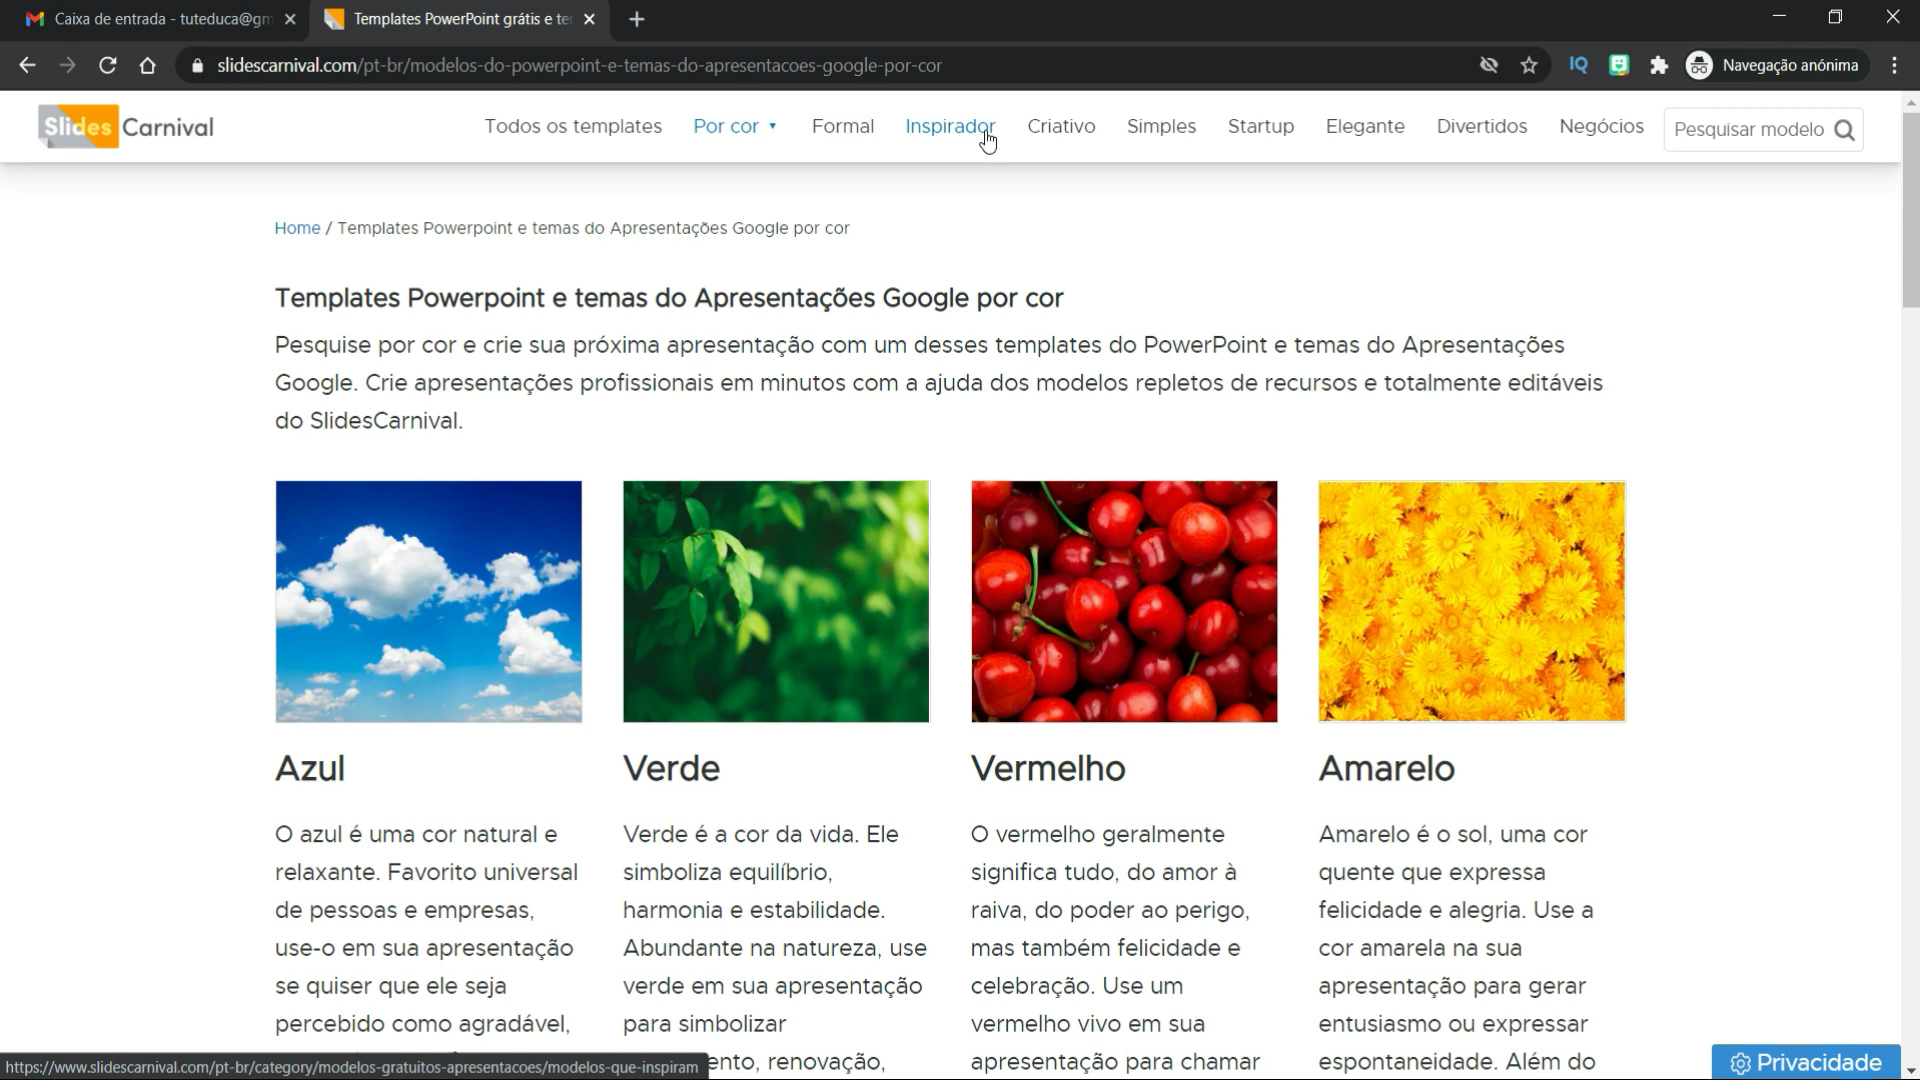 Caixa de entrada - tuteduca@gm
Templates PowerPoint grátis e te
slidescarnival.com/pt-br/modelos-do-powerpoint-e-temas-do-apresentacoes-google-por-cor
IQ
Navegação anónima
Slides Carnival
Todos os templates
Por cor
Formal
Inspirador
Criativo
Simples
Startup
Elegante
Divertidos
Negócios
Pesquisar modelo
Home / Templates Powerpoint e temas do Apresentações Google por cor
Templates Powerpoint e temas do Apresentações Google por cor
Pesquise por cor e crie sua próxima apresentação com um desses templates do PowerPoint e temas do Apresentações
Google. Crie apresentações profissionais em minutos com a ajuda dos modelos repletos de recursos e totalmente editáveis
do SlidesCarnival.
Azul
O azul é uma cor natural e
relaxante. Favorito universal
de pessoas e empresas,
use-o em sua apresentação
se quiser que ele seja
percebido como agradável,
Verde
Verde é a cor da vida. Ele
simboliza equilíbrio,
harmonia e estabilidade.
Abundante na natureza, use
verde em sua apresentação
para simbolizar
ento, renovação,
Vermelho
O vermelho geralmente
significa tudo, do amor à
raiva, do poder ao perigo,
mas também felicidade e
celebração. Use um
vermelho vivo em sua
apresentação para chamar
Amarelo
Amarelo é o sol, uma cor
quente que expressa
felicidade e alegria. Use a
cor amarela na sua
apresentação para gerar
entusiasmo ou expressar
espontaneidade. Além do
https://www.slidescarnival.com/pt-br/category/modelos-gratuitos-apresentacoes/modelos-que-inspiram
Privacidade